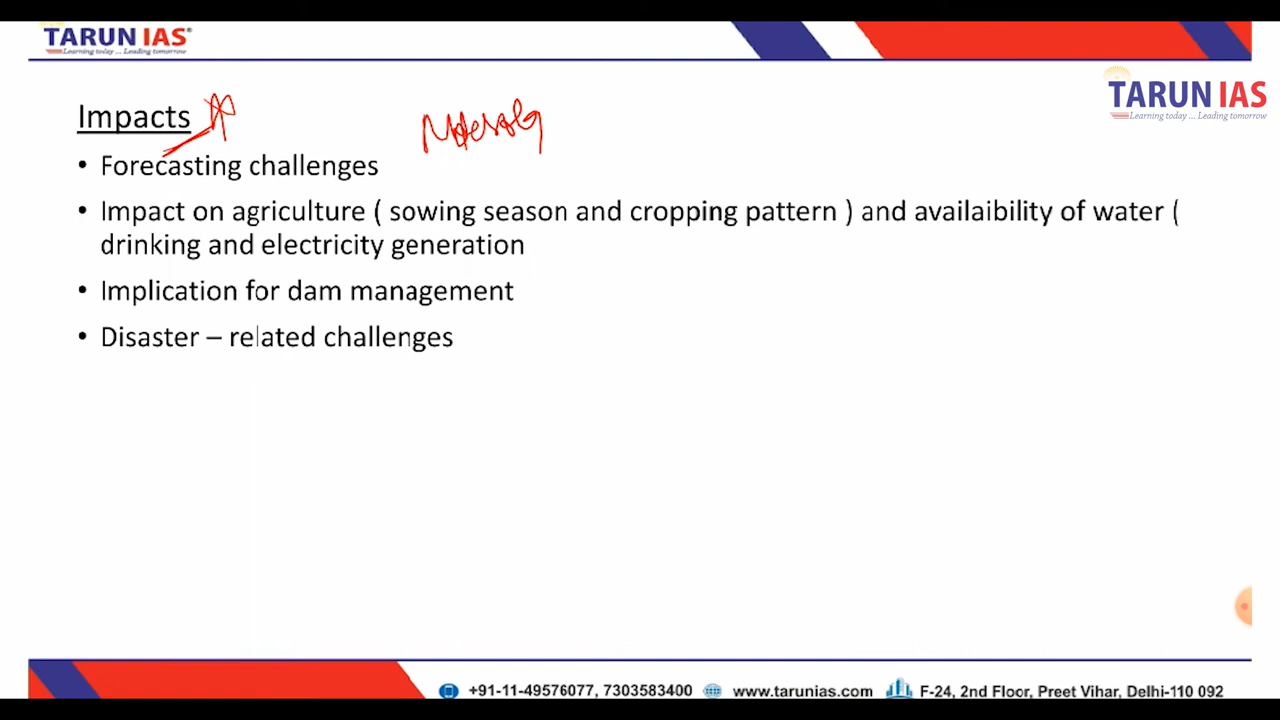 TARUN IAS
Learning today ... Leading tomorrow
TARUN IAS
Learning today ... Leading tomorrow
Impacts
• Forecasting challenges
• Impact on agriculture ( sowing season and cropping pattern ) and availaibility of water (
drinking and electricity generation
• Implication for dam management
• Disaster – related challenges
+91-11-49576077, 7303583400 www.tarunias.com F-24, 2nd Floor, Preet Vihar, Delhi-110 092